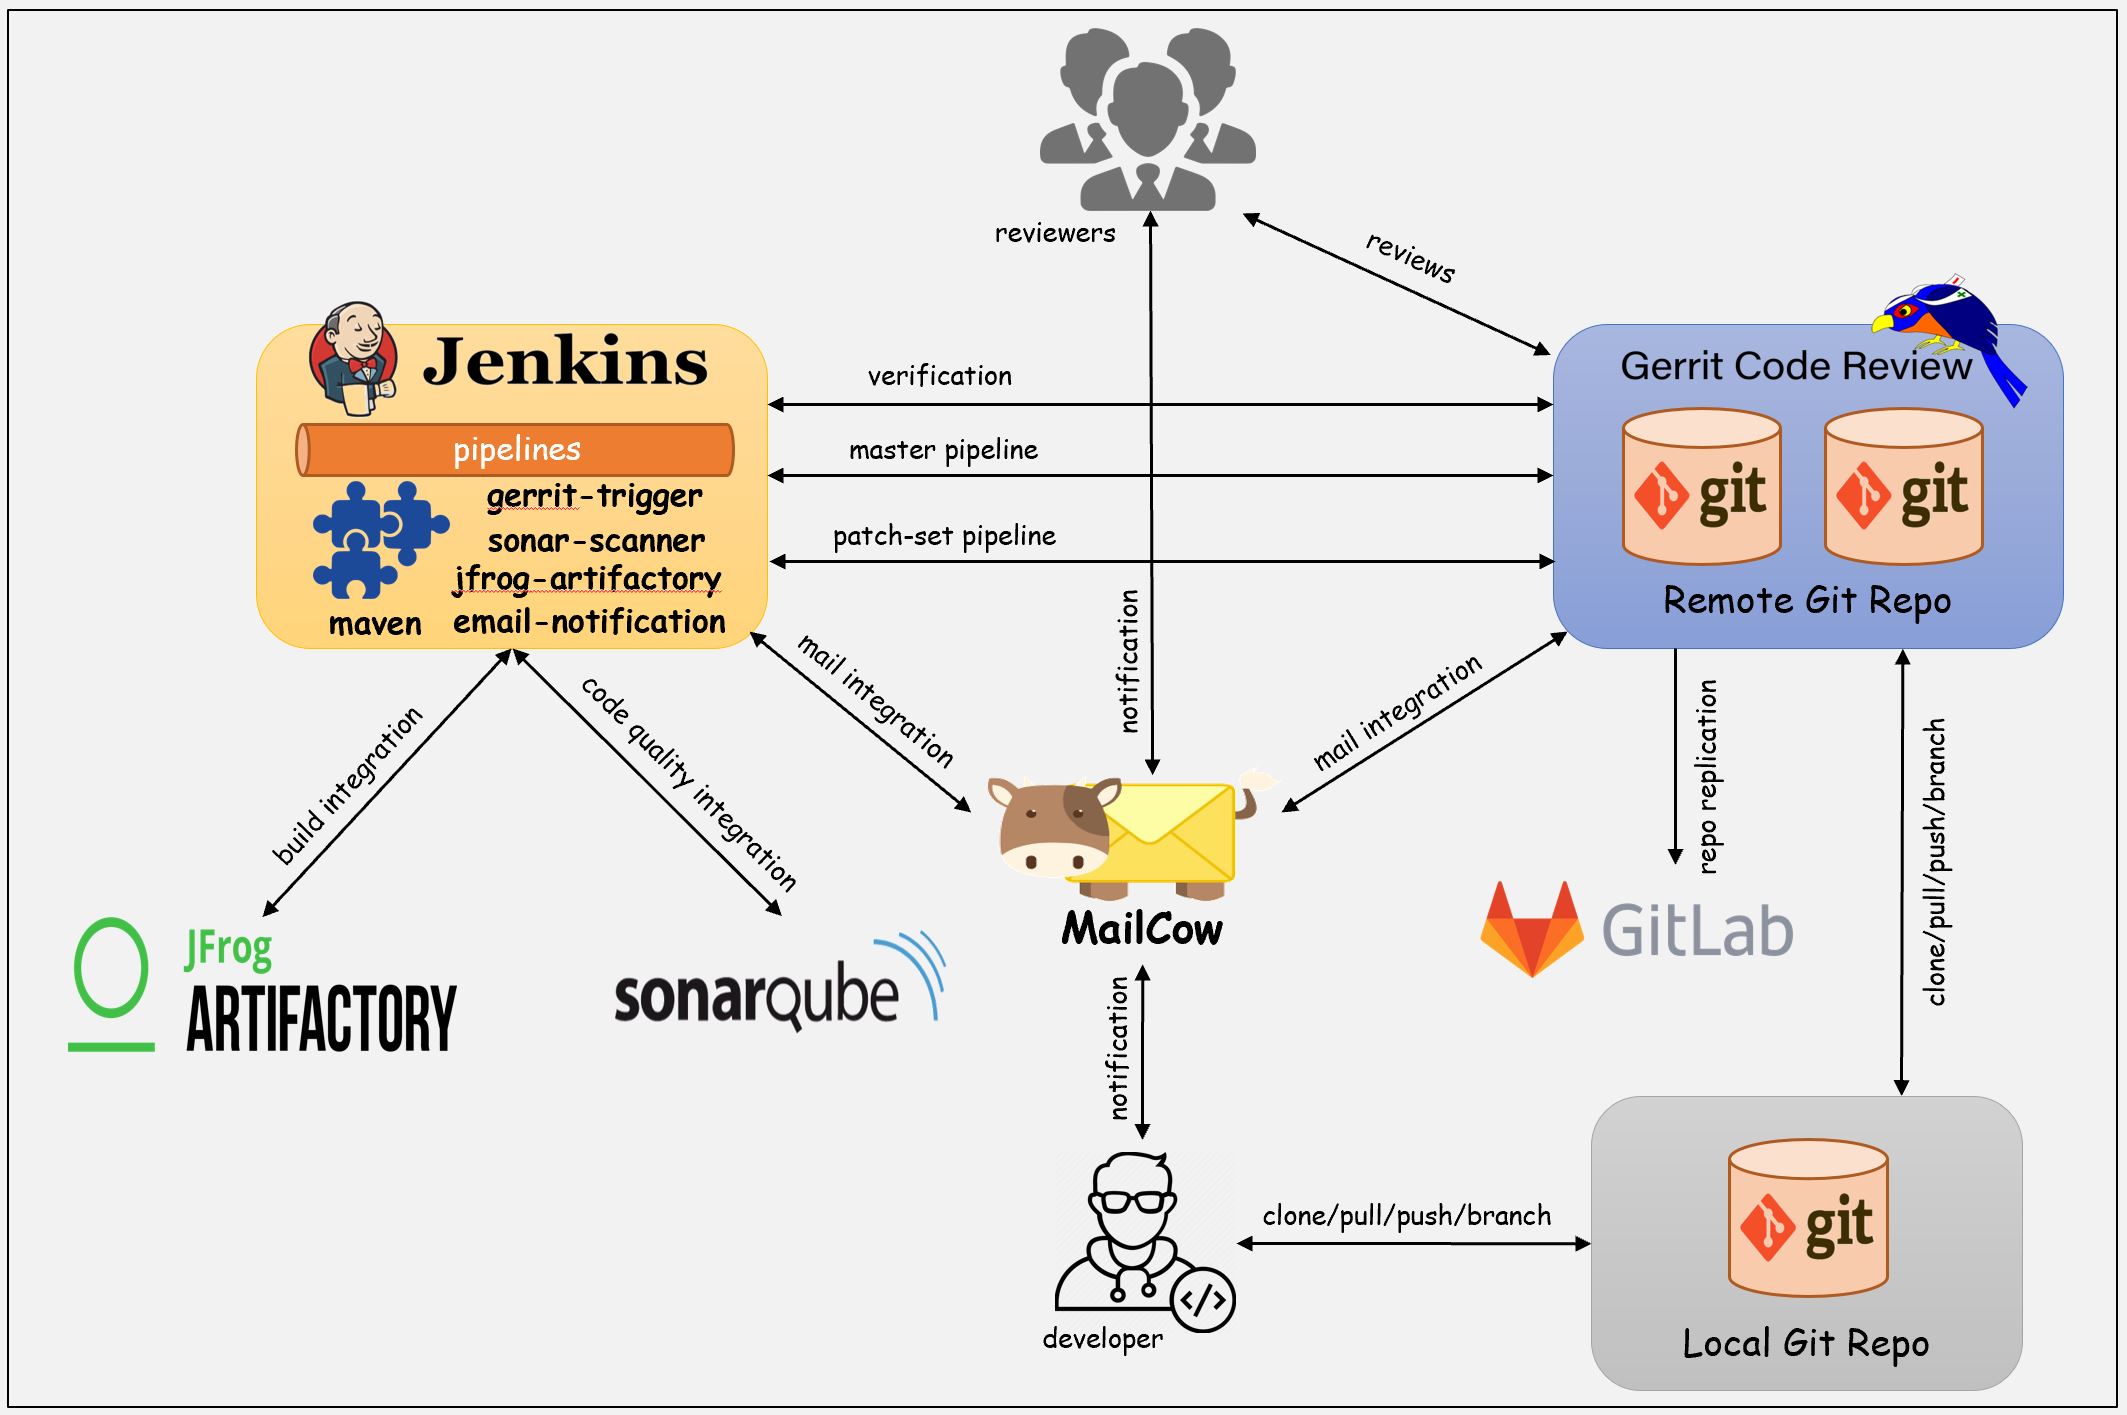 reviewers
reviews
Jenkins
pipelines
gerrit-trigger
sonar-scanner
jfrog-artifactory
maven
email-notification
verification
master pipeline
patch-set pipeline
Gerrit Code Review
git
git
Remote Git Repo
notification
mail integration
mail integration
build integration
code quality integration
repo replication
clone/pull/push/branch
JFrog
ARTIFACTORY
sonarqube
MailCow
GitLab
notification
developer
clone/pull/push/branch
git
Local Git Repo